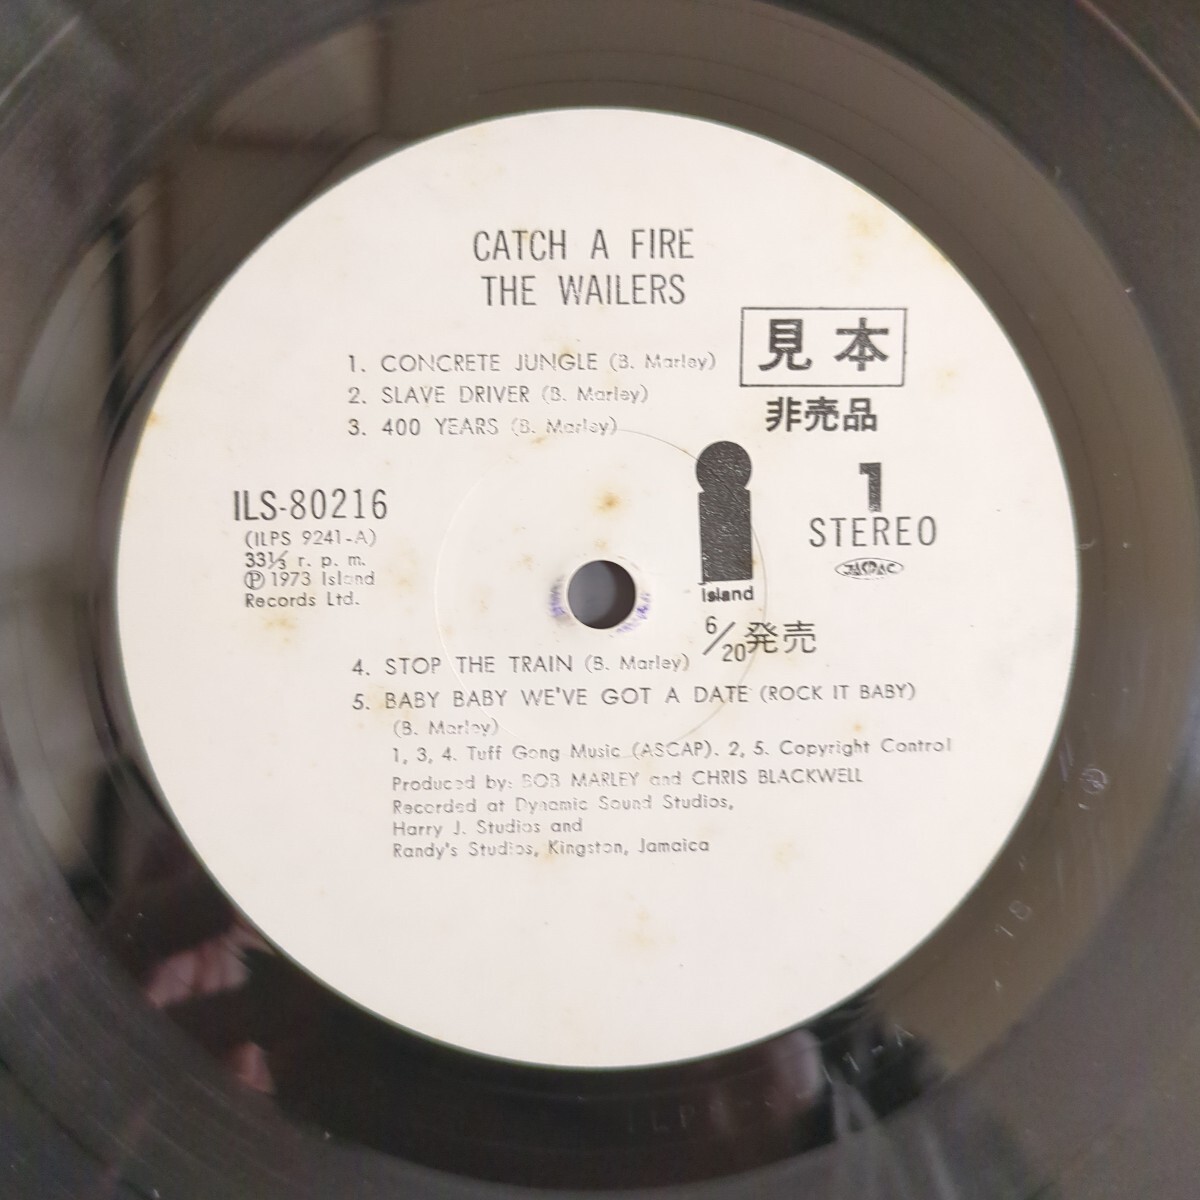 CATCH A FIRE
THE WAILERS
見本
非売品
1. CONCRETE JUNGLE (B. Marley)
2. SLAVE DRIVER (B. Marley)
3. 400 YEARS (B. Marley)
ILS-80216
(ILPS 9241-A)
33⅓ r. p. m.
Ⓟ1973 Island
Records Ltd.
island
1
STEREO
JASRAC
6/20発売
4. STOP THE TRAIN (B. Marley)
5. BABY BABY WE'VE GOT A DATE (ROCK IT BABY)
(B. Marley)
1, 3, 4. Tuff Gong Music (ASCAP). 2, 5. Copyright Control
Produced by: BOB MARLEY and CHRIS BLACKWELL
Recorded at Dynamic Sound Studios,
Harry J. Studios and
Randy's Studios, Kingston, Jamaica